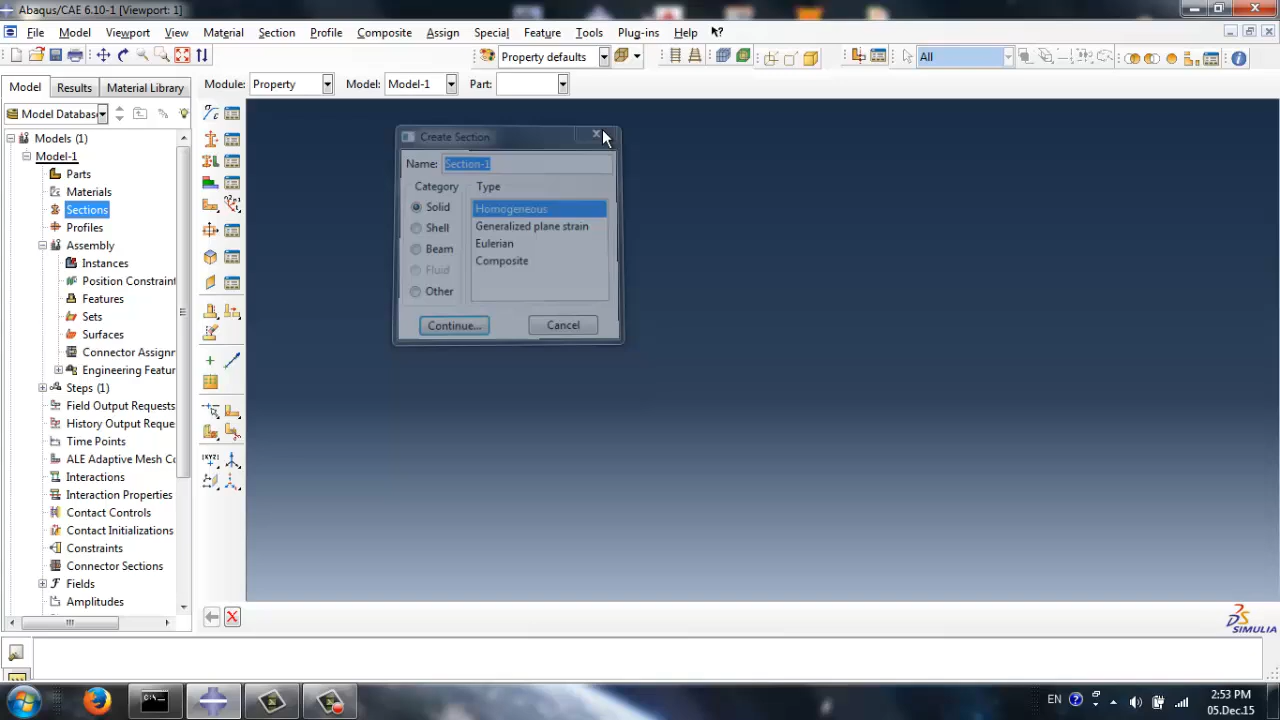 Abaqus/CAE 6.10-1 [Viewport: 1]
File Model Viewport View Material Section Profile Composite Assign Special Feature Tools Plug-ins Help
Property defaults All
Model Results Material Library Module: Property Model: Model-1 Part:
Model Databas
Models (1)
Model-1
Parts
Materials
Sections
Profiles
Assembly
Instances
Position Constraint
Features
Sets
Surfaces
Connector Assignm
Engineering Featur
Steps (1)
Field Output Requests
History Output Reque
Time Points
ALE Adaptive Mesh Co
Interactions
Interaction Properties
Contact Controls
Contact Initializations
Constraints
Connector Sections
Fields
Amplitudes
Create Section
Name: Section-1
Category Type
Solid
Shell
Beam
Fluid
Other
Homogeneous
Generalized plane strain
Eulerian
Composite
Continue... Cancel
(XYZ)
SIMULIA
EN
2:53 PM
05.Dec.15